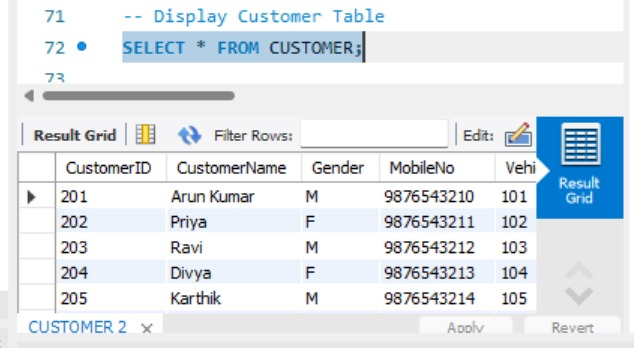 71 -- Display Customer Table
72 SELECT * FROM CUSTOMER;
73
Result Grid Filter Rows: Edit:
CustomerID CustomerName Gender MobileNo Vehi
201 Arun Kumar M 9876543210 101
202 Priya F 9876543211 102
203 Ravi M 9876543212 103
204 Divya F 9876543213 104
205 Karthik M 9876543214 105
Result
Grid
CUSTOMER 2 Apply Revert